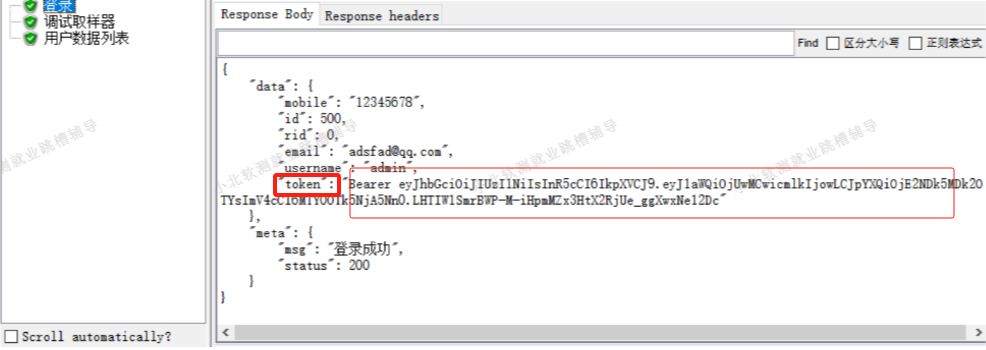 登录
调试取样器
用户数据列表
Response Body
Response headers
Find
区分大小写
正则表达式
{
"data": {
"mobile": "12345678",
"id": 500,
"rid": 0,
"email": "adsfad@qq.com",
"username": "admin",
"token": "Bearer eyJhbGciOiJIUzI1NiIsInR5cCI6IkpXVCJ9.eyJ1aWQiOjUwMCwicmlkIjowLCJpYXQiOjE2NDk5MDk2O
TYsImV4cCI6MTY0OTk5NjA5Nn0.LHTIW1SmrBWP-M-iHpmMZx3HtX2RjUe_ggXwxNe12Dc"
},
"meta": {
"msg": "登录成功",
"status": 200
}
}
Scroll automatically?
小北软测就业跳槽辅导